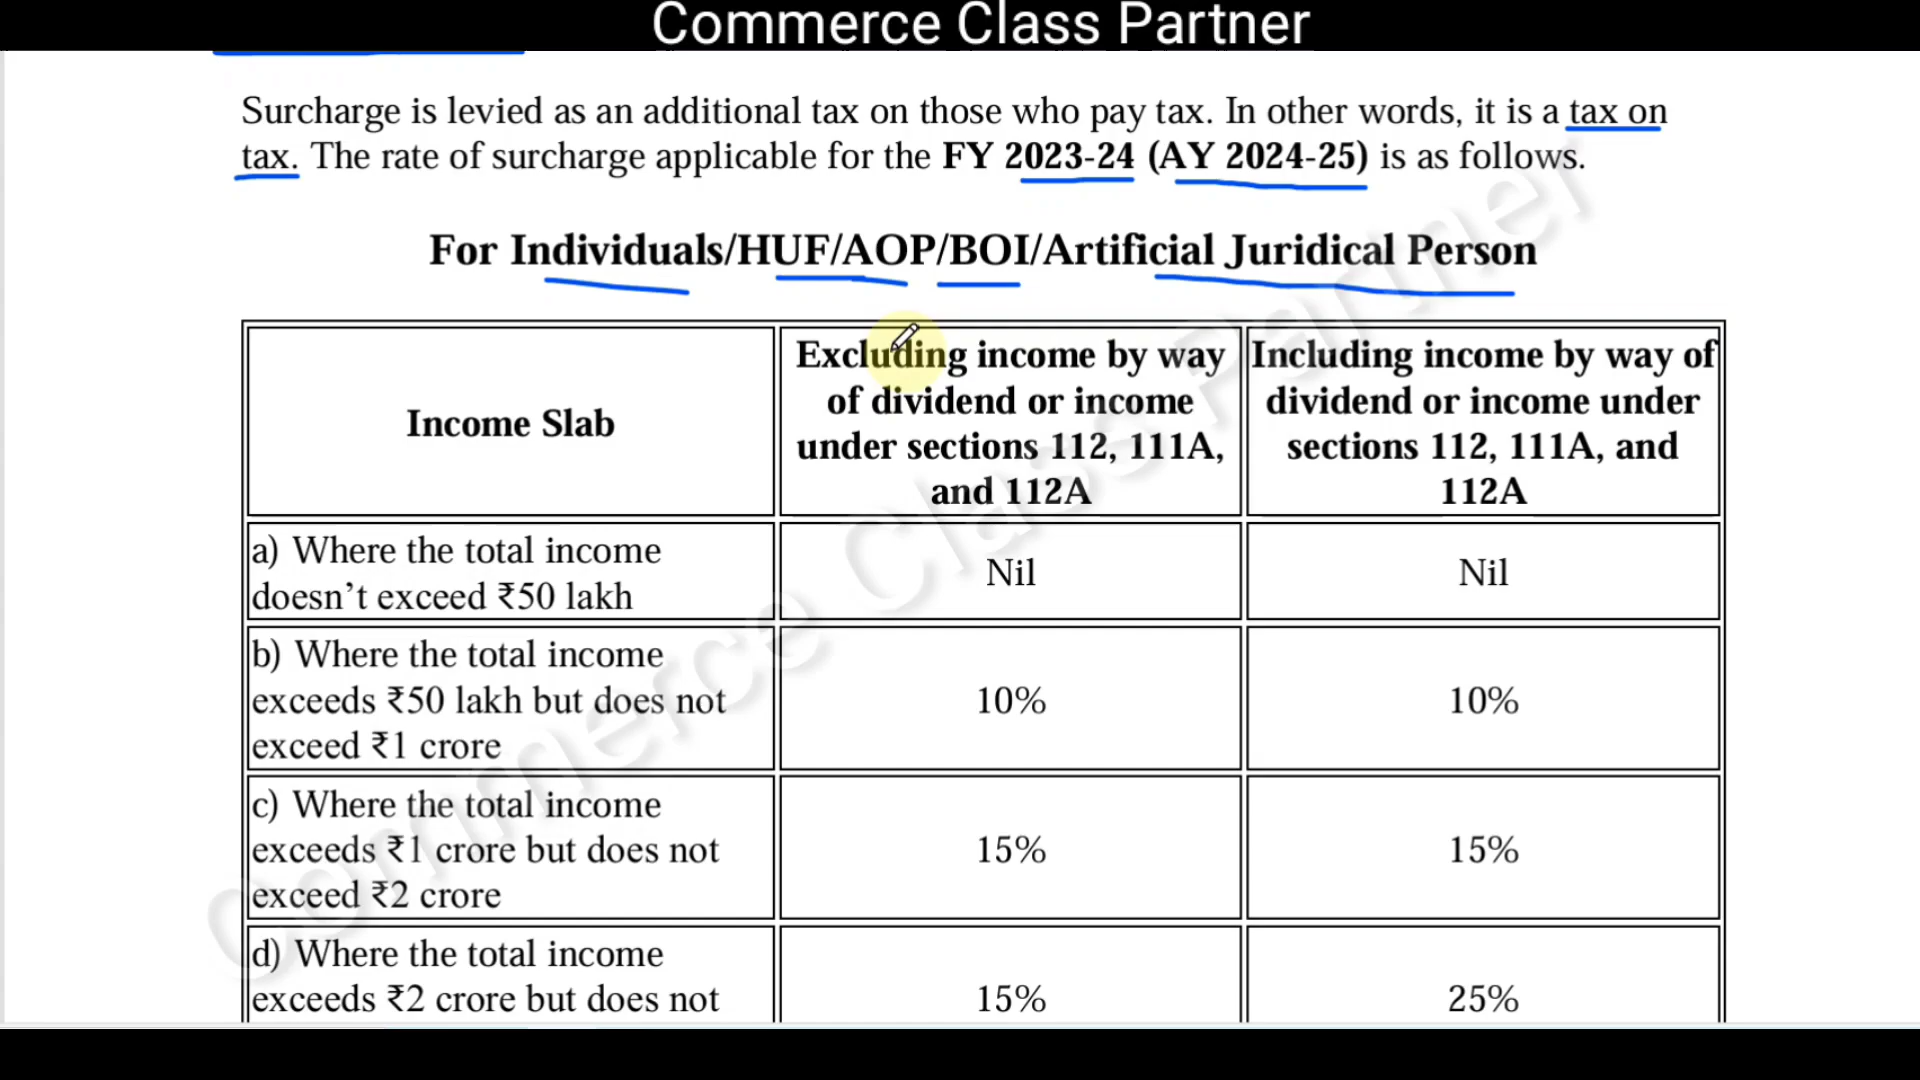 Commerce Class Partner
Surcharge is levied as an additional tax on those who pay tax. In other words, it is a tax on
tax. The rate of surcharge applicable for the FY 2023-24 (AY 2024-25) is as follows.
For Individuals/HUF/AOP/BOI/Artificial Juridical Person
Income Slab
Excluding income by way
of dividend or income
under sections 112, 111A,
and 112A
Including income by way of
dividend or income under
sections 112, 111A, and
112A
a) Where the total income
doesn’t exceed ₹50 lakh
Nil
Nil
b) Where the total income
exceeds ₹50 lakh but does not
exceed ₹1 crore
10%
10%
c) Where the total income
exceeds ₹1 crore but does not
exceed ₹2 crore
15%
15%
d) Where the total income
exceeds ₹2 crore but does not
15%
25%
Commerce Class Partner